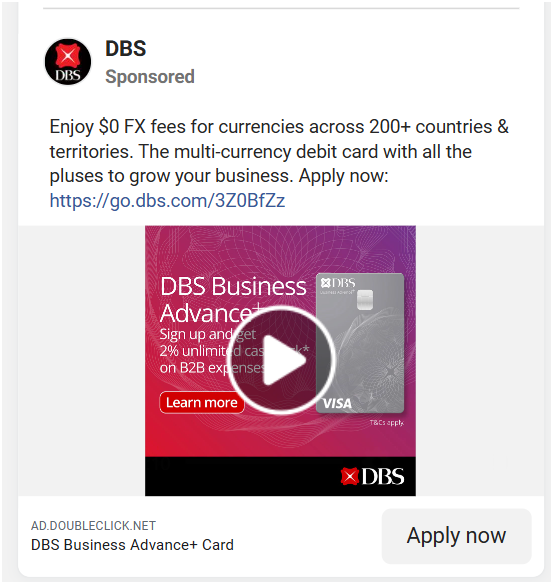 DBS
DBS
Sponsored
Enjoy $0 FX fees for currencies across 200+ countries &
territories. The multi-currency debit card with all the
pluses to grow your business. Apply now:
https://go.dbs.com/3Z0BfZz
DBS Business
Advance+
Sign up and get
2% unlimited
on B2B expenses
Learn more
DBS
VISA
T&Cs apply.
DBS
AD.DOUBLECLICK.NET
DBS Business Advance+ Card
Apply now